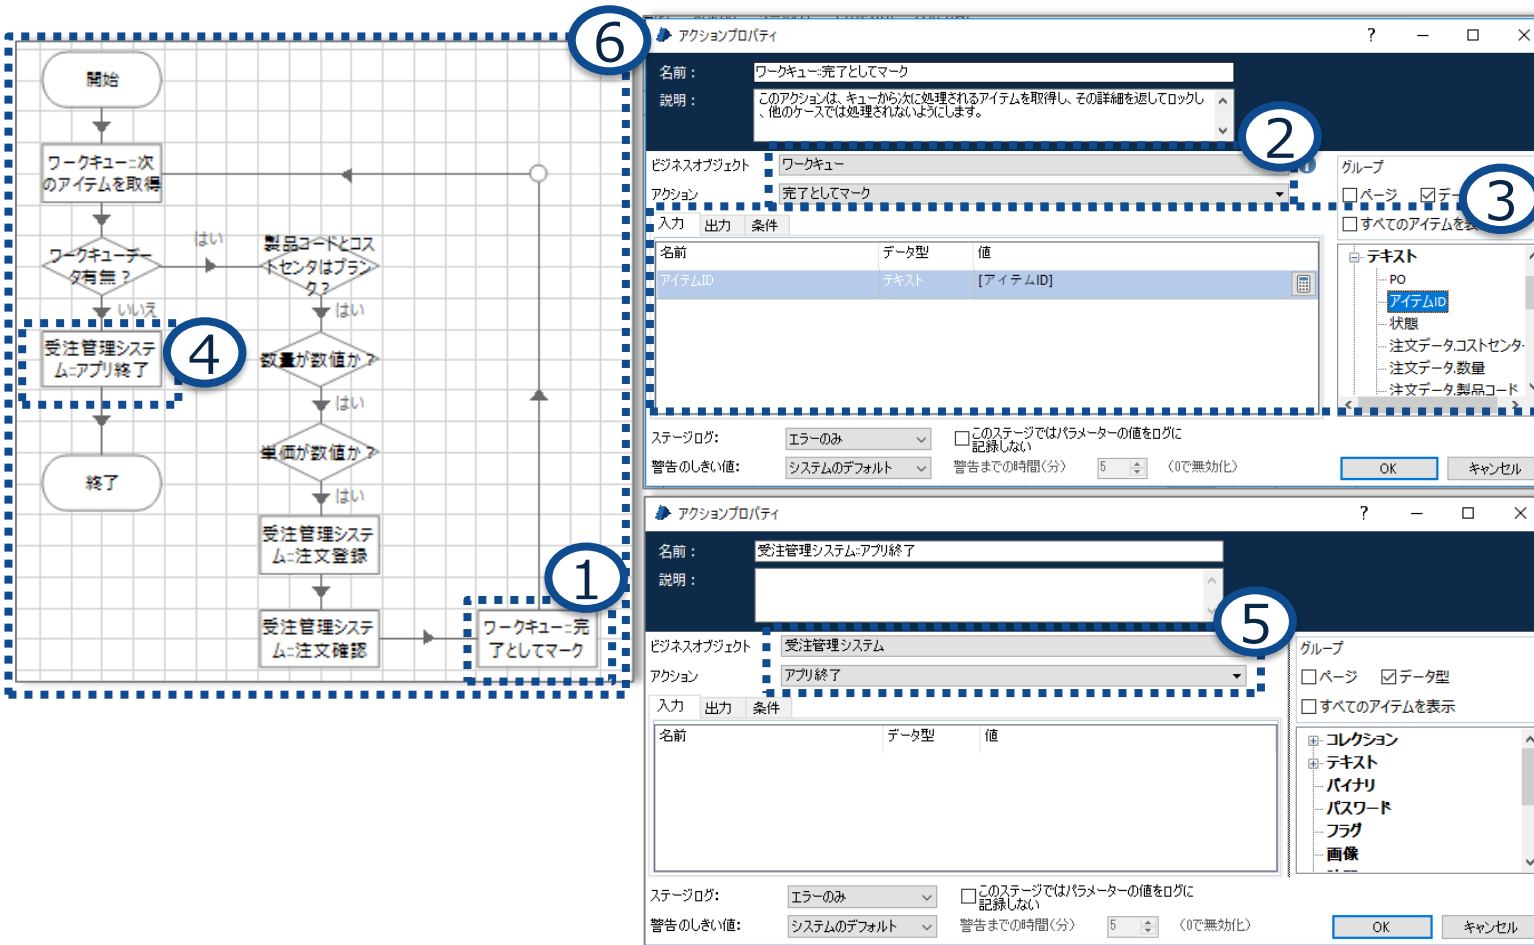 開始
ワークキュー::次
のアイテムを取得
ワークキューデー
タ有無？
はい
いいえ
製品コードとコス
トセンタはブラン
ク？
はい
数量が数値か？
はい
単価が数値か？
はい
受注管理システ
ム::アプリ終了
終了
受注管理システ
ム::注文登録
受注管理システ
ム::注文確認
ワークキュー::完
了としてマーク
④
①
⑥
アクションプロパティ
名前：
ワークキュー::完了としてマーク
説明：
このアクションは、キューから次に処理されるアイテムを取得し、その詳細を返してロックし
、他のケースでは処理されないようにします。
②
ビジネスオブジェクト
ワークキュー
アクション
完了としてマーク
グループ
ページ
デー
③
すべてのアイテムを表
入力 出力 条件
名前 データ型 値
アイテムID テキスト [アイテムID]
テキスト
PO
アイテムID
状態
注文データ.コストセンター
注文データ.数量
注文データ.製品コード
ステージログ:
エラーのみ
このステージではパラメーターの値をログに
記録しない
警告のしきい値:
システムのデフォルト
警告までの時間(分)
5
(0で無効化)
OK
キャンセル
アクションプロパティ
名前：
受注管理システム::アプリ終了
説明：
⑤
ビジネスオブジェクト
受注管理システム
アクション
アプリ終了
グループ
ページ
データ型
すべてのアイテムを表示
入力 出力 条件
名前 データ型 値
コレクション
テキスト
バイナリ
パスワード
フラグ
画像
ステージログ:
エラーのみ
このステージではパラメーターの値をログに
記録しない
警告のしきい値:
システムのデフォルト
警告までの時間(分)
5
(0で無効化)
OK
キャンセル